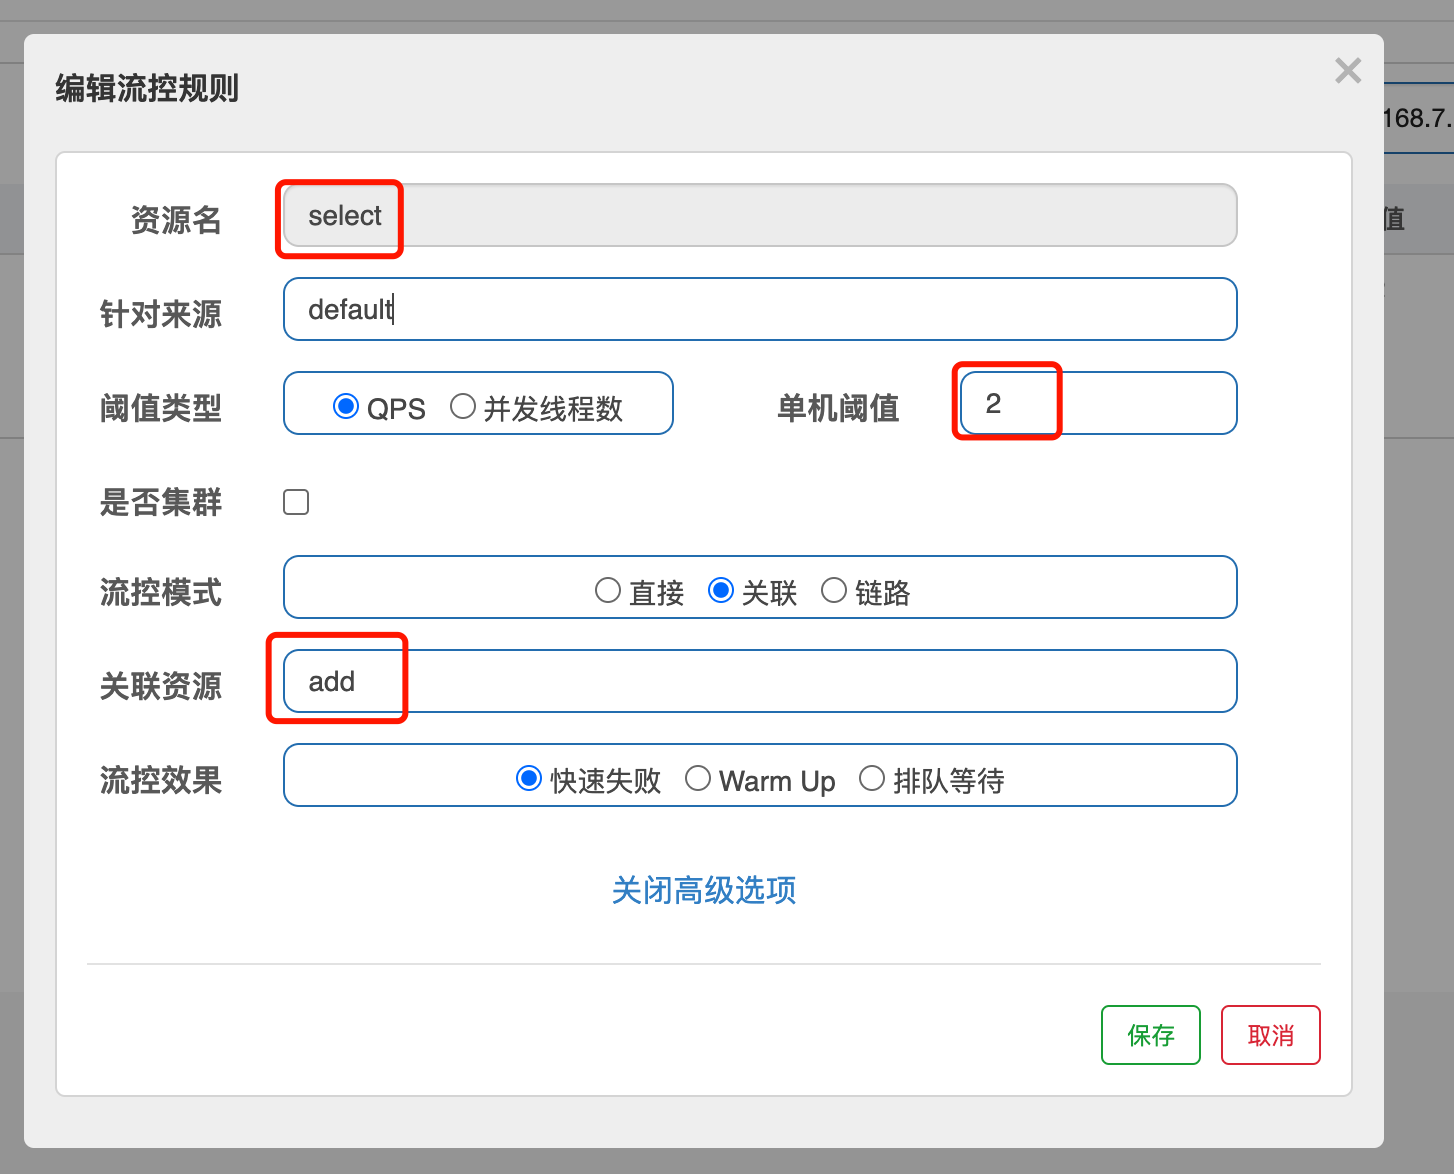 编辑流控规则
×
168.7.
资源名 select
值
针对来源 default
阈值类型 QPS 并发线程数 单机阈值 2
是否集群
流控模式 直接 关联 链路
关联资源 add
流控效果 快速失败 Warm Up 排队等待
关闭高级选项
保存 取消